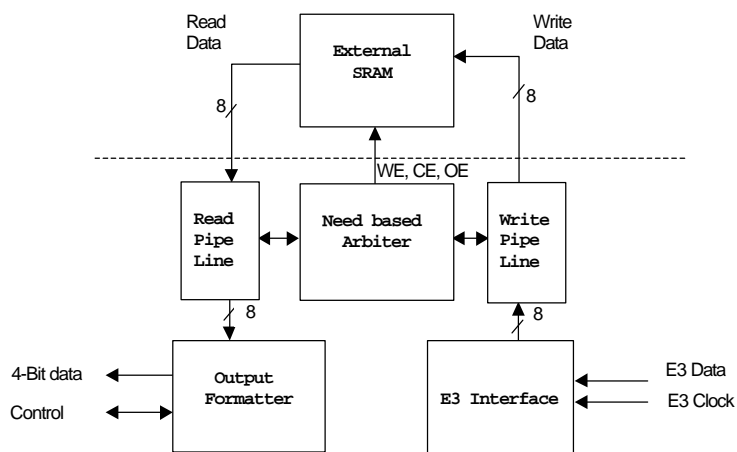 Read
Data
Write
Data
External
SRAM
8
8
WE, CE, OE
Read
Pipe
Line
Need based
Arbiter
Write
Pipe
Line
8
8
4-Bit data
Control
Output
Formatter
E3 Interface
E3 Data
E3 Clock